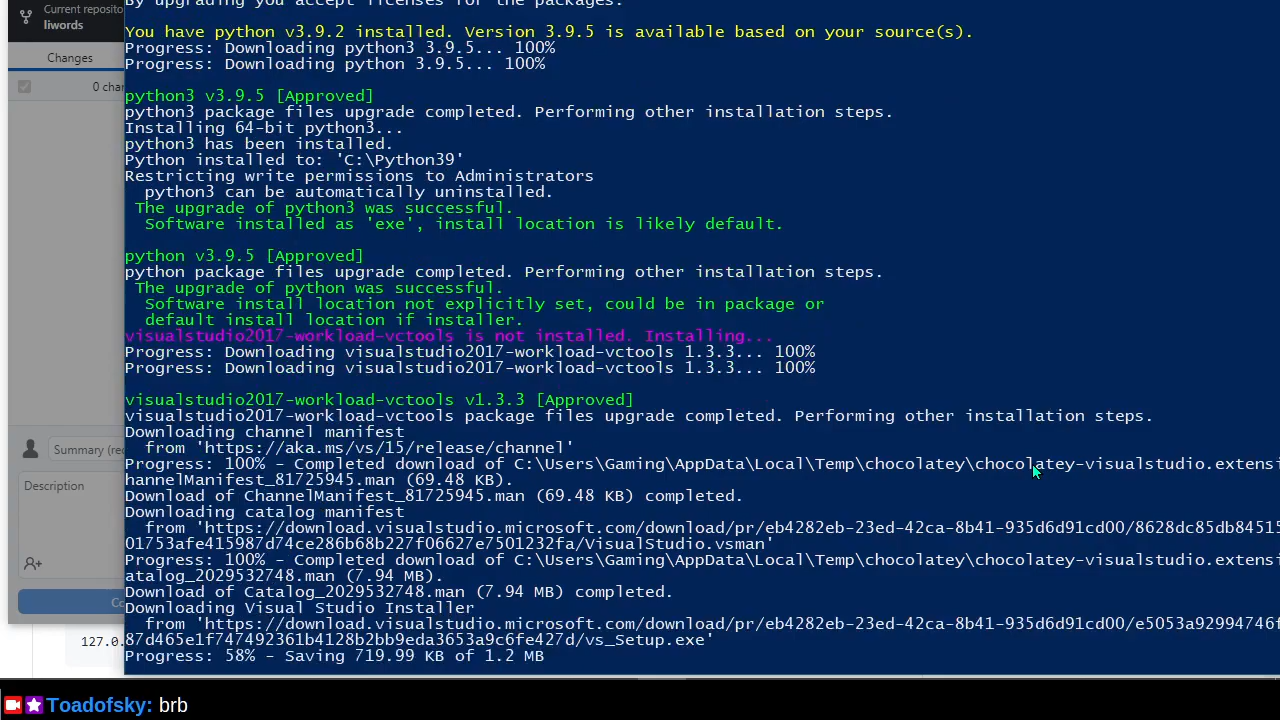 Current reposito
liwords
Changes
0 char
Summary (rec
Description
Co
127.0.
By upgrading you accept licenses for the packages.
You have python v3.9.2 installed. Version 3.9.5 is available based on your source(s).
Progress: Downloading python3 3.9.5... 100%
Progress: Downloading python 3.9.5... 100%
python3 v3.9.5 [Approved]
python3 package files upgrade completed. Performing other installation steps.
Installing 64-bit python3...
python3 has been installed.
Python installed to: 'C:\Python39'
Restricting write permissions to Administrators
python3 can be automatically uninstalled.
The upgrade of python3 was successful.
Software installed as 'exe', install location is likely default.
python v3.9.5 [Approved]
python package files upgrade completed. Performing other installation steps.
The upgrade of python was successful.
Software install location not explicitly set, could be in package or
default install location if installer.
visualstudio2017-workload-vctools is not installed. Installing...
Progress: Downloading visualstudio2017-workload-vctools 1.3.3... 100%
Progress: Downloading visualstudio2017-workload-vctools 1.3.3... 100%
visualstudio2017-workload-vctools v1.3.3 [Approved]
visualstudio2017-workload-vctools package files upgrade completed. Performing other installation steps.
Downloading channel manifest
from 'https://aka.ms/vs/15/release/channel'
Progress: 100% - Completed download of C:\Users\Gaming\AppData\Local\Temp\chocolatey\chocolatey-visualstudio.extensi
hannelManifest_81725945.man (69.48 KB).
Download of ChannelManifest_81725945.man (69.48 KB) completed.
Downloading catalog manifest
from 'https://download.visualstudio.microsoft.com/download/pr/eb4282eb-23ed-42ca-8b41-935d6d91cd00/8628dc85db84515
01753afe415987d74ce286b68b227f06627e7501232fa/VisualStudio.vsman'
Progress: 100% - Completed download of C:\Users\Gaming\AppData\Local\Temp\chocolatey\chocolatey-visualstudio.extensi
atalog_2029532748.man (7.94 MB).
Download of Catalog_2029532748.man (7.94 MB) completed.
Downloading Visual Studio Installer
from 'https://download.visualstudio.microsoft.com/download/pr/eb4282eb-23ed-42ca-8b41-935d6d91cd00/e5053a92994746f
87d465e1f747492361b4128b2bb9eda3653a9c6fe427d/vs_Setup.exe'
Progress: 58% - Saving 719.99 KB of 1.2 MB
Toadofsky: brb